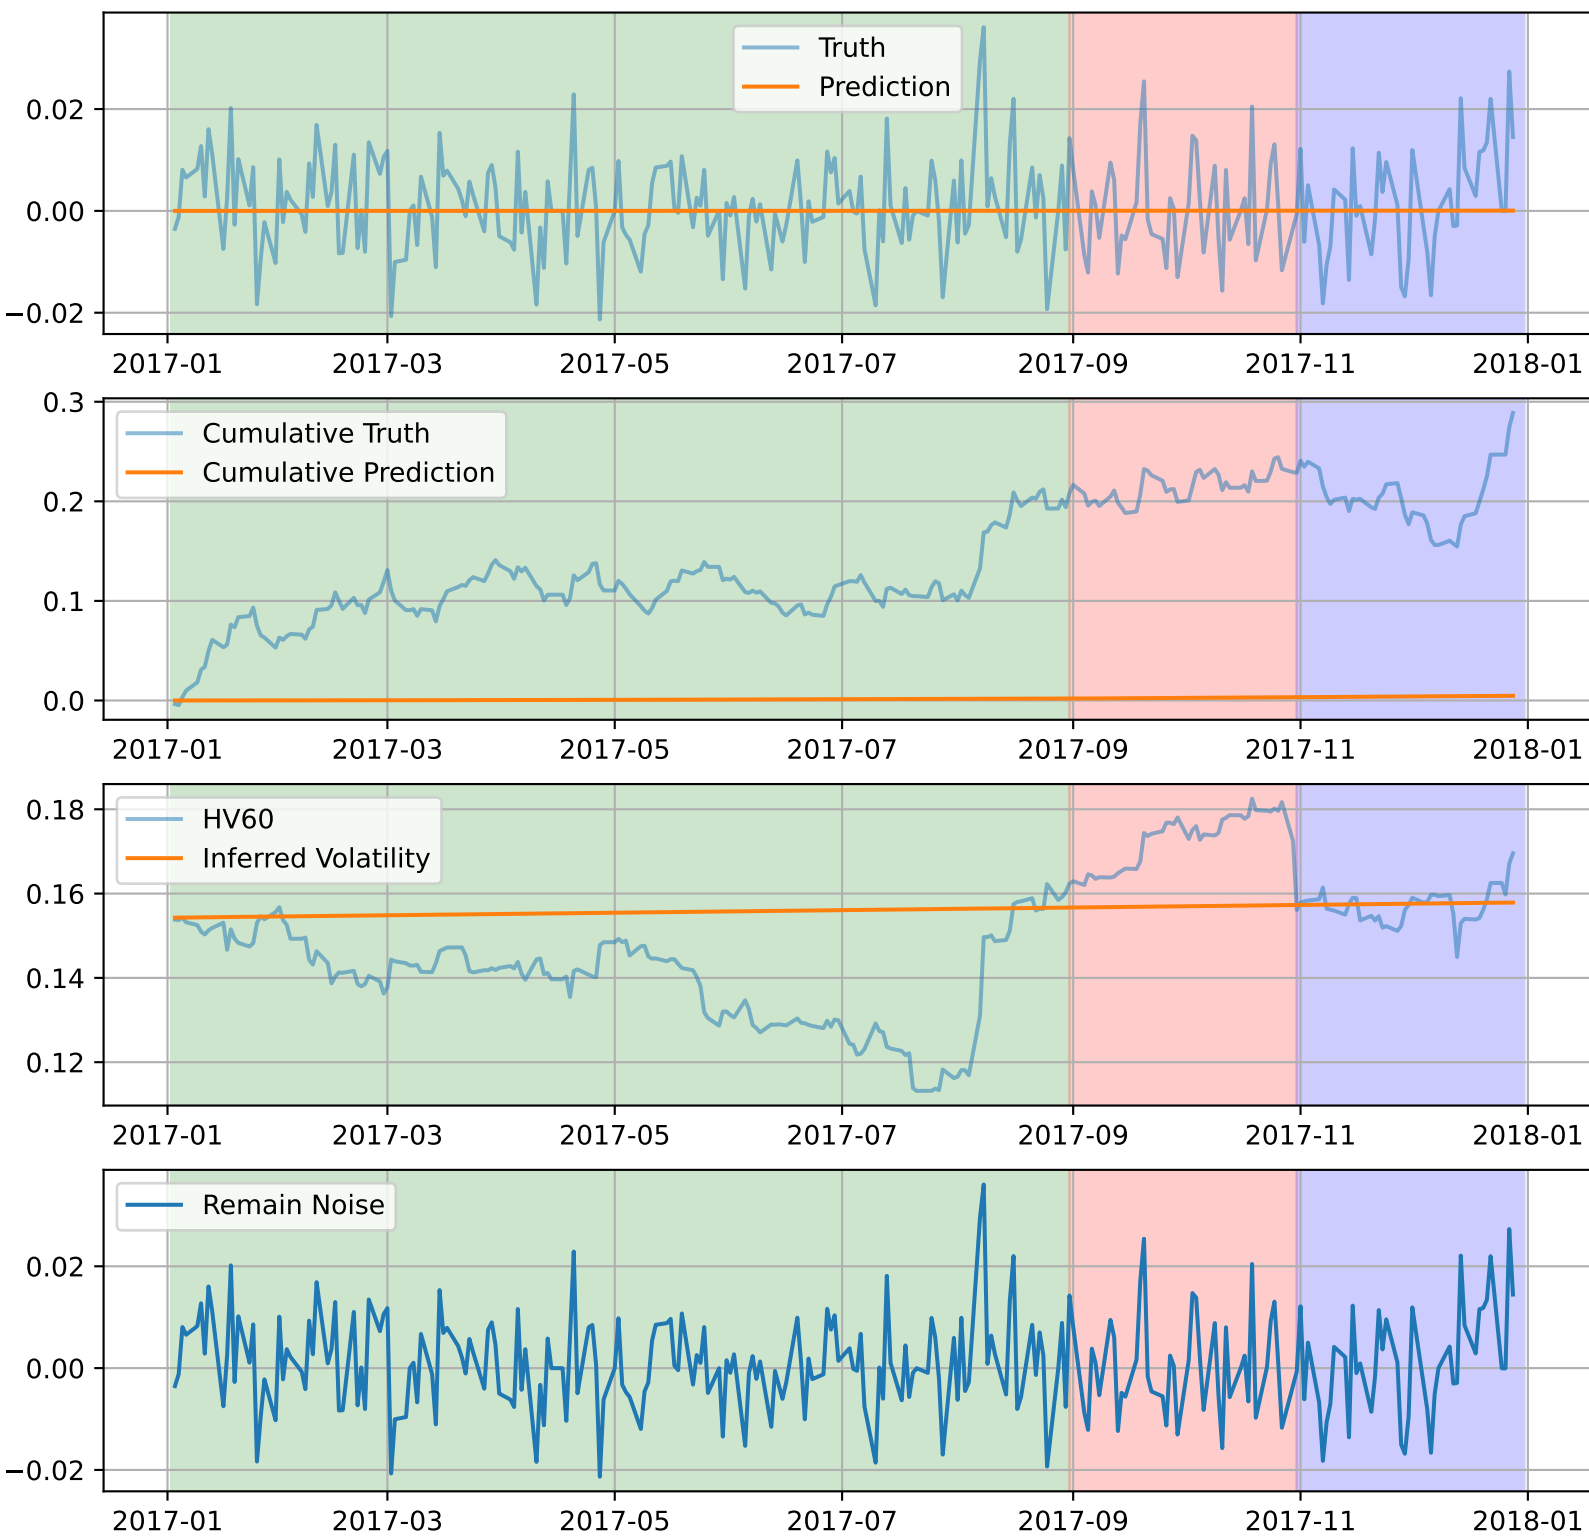 Truth
Prediction
0.02
0.00
−0.02
2017-01 2017-03 2017-05 2017-07 2017-09 2017-11 2018-01
Cumulative Truth
Cumulative Prediction
0.3
0.2
0.1
0.0
2017-01 2017-03 2017-05 2017-07 2017-09 2017-11 2018-01
HV60
Inferred Volatility
0.18
0.16
0.14
0.12
2017-01 2017-03 2017-05 2017-07 2017-09 2017-11 2018-01
Remain Noise
0.02
0.00
−0.02
2017-01 2017-03 2017-05 2017-07 2017-09 2017-11 2018-01